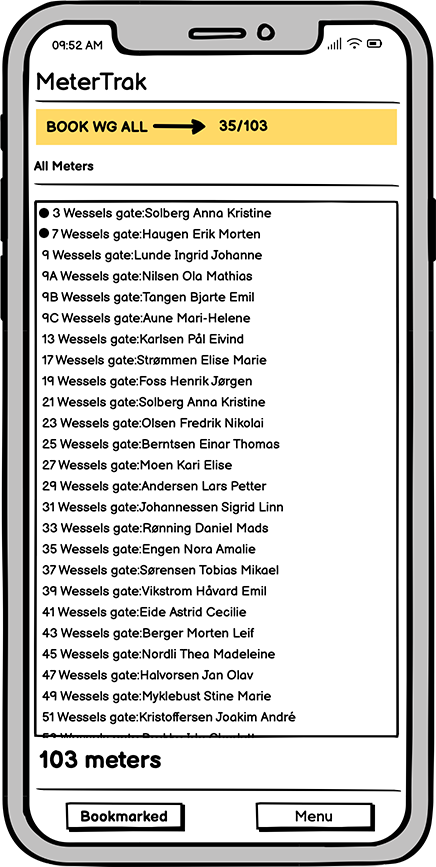 09:52 AM
MeterTrak
BOOK WG ALL → 35/103
All Meters
● 3 Wessels gate:Solberg Anna Kristine
● 7 Wessels gate:Haugen Erik Morten
9 Wessels gate:Lunde Ingrid Johanne
9A Wessels gate:Nilsen Ola Mathias
9B Wessels gate:Tangen Bjarte Emil
9C Wessels gate:Aune Mari-Helene
13 Wessels gate:Karlsen Pål Eivind
17 Wessels gate:Strømmen Elise Marie
19 Wessels gate:Foss Henrik Jørgen
21 Wessels gate:Solberg Anna Kristine
23 Wessels gate:Olsen Fredrik Nikolai
25 Wessels gate:Berntsen Einar Thomas
27 Wessels gate:Moen Kari Elise
29 Wessels gate:Andersen Lars Petter
31 Wessels gate:Johannessen Sigrid Linn
33 Wessels gate:Rønning Daniel Mads
35 Wessels gate:Engen Nora Amalie
37 Wessels gate:Sørensen Tobias Mikael
39 Wessels gate:Vikstrom Håvard Emil
41 Wessels gate:Eide Astrid Cecilie
43 Wessels gate:Berger Morten Leif
45 Wessels gate:Nordli Thea Madeleine
47 Wessels gate:Halvorsen Jan Olav
49 Wessels gate:Myklebust Stine Marie
51 Wessels gate:Kristoffersen Joakim André
103 meters
Bookmarked
Menu